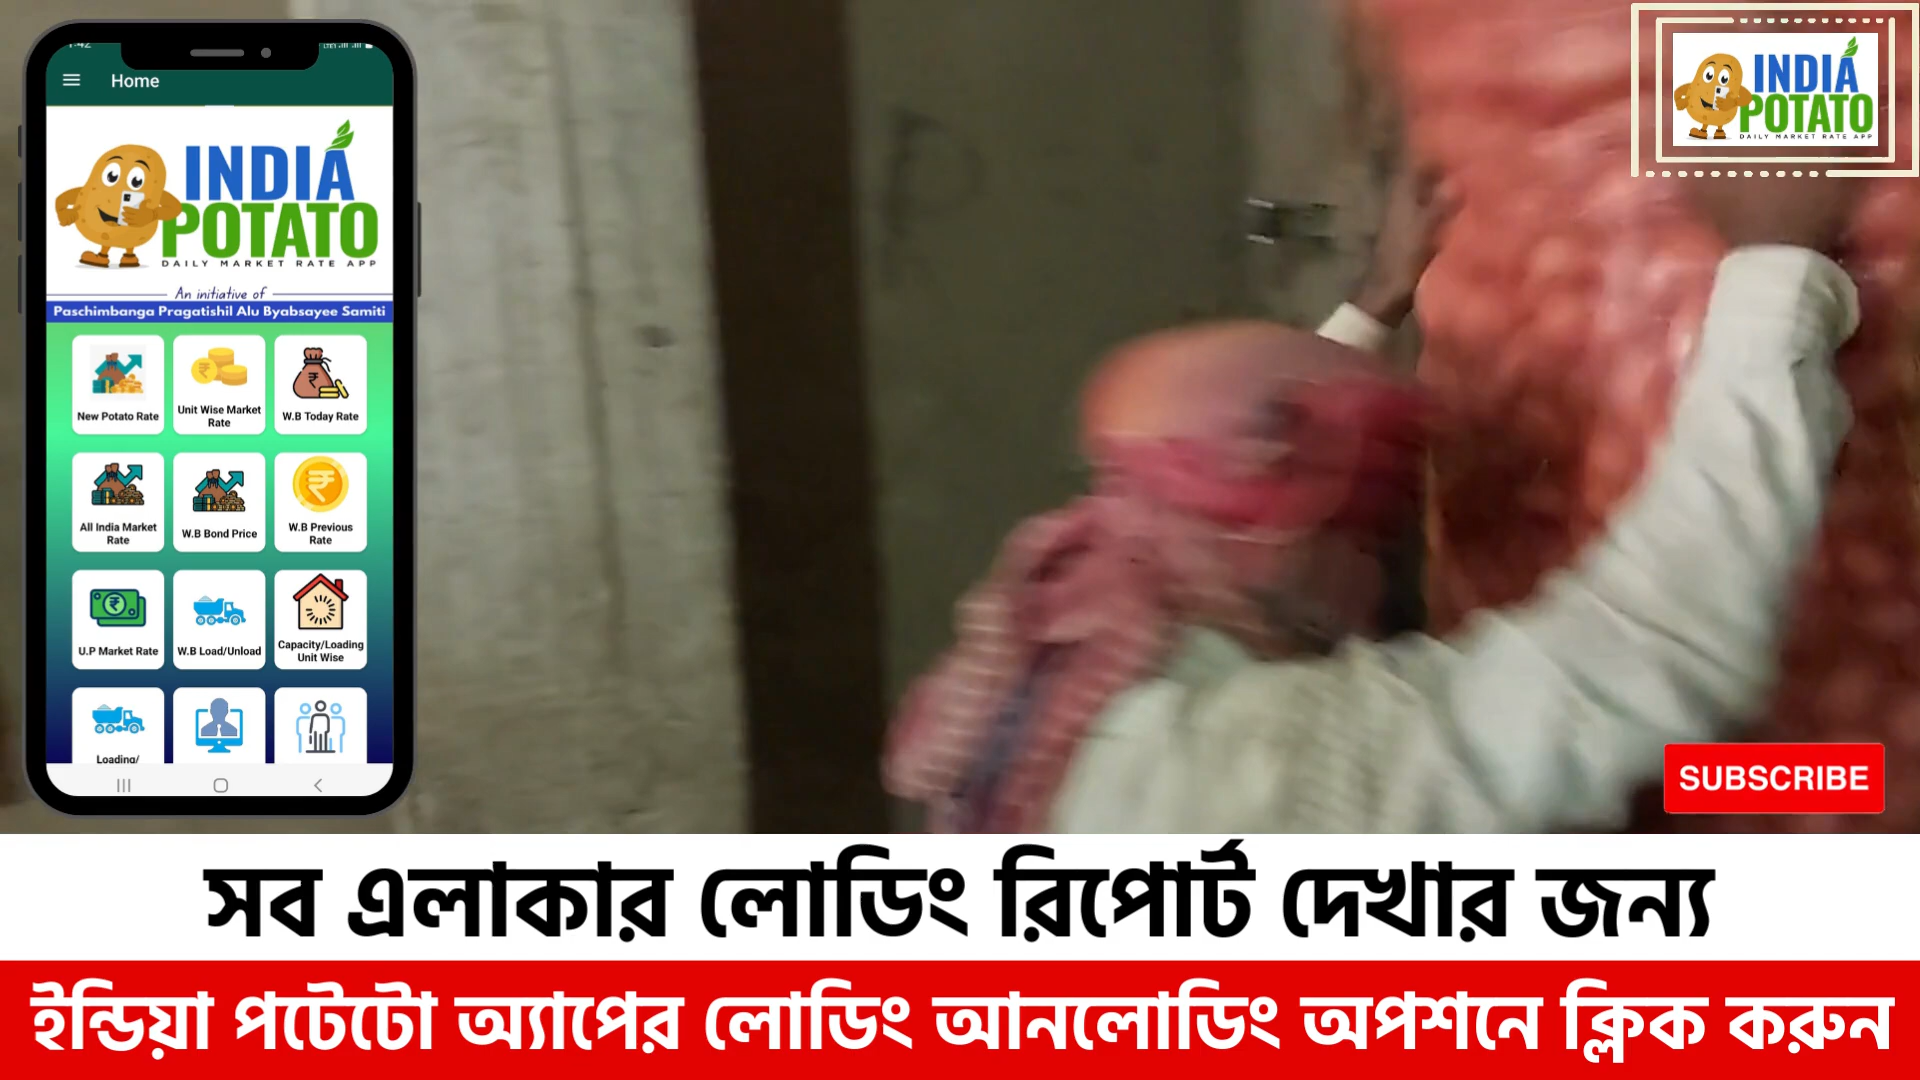 1:42
Home
INDIA
POTATO
DAILY MARKET RATE APP
An initiative of
Paschimbanga Pragatishil Alu Byabsayee Samiti
New Potato Rate
Unit Wise Market
Rate
W.B Today Rate
All India Market
Rate
W.B Bond Price
W.B Previous
Rate
U.P Market Rate
W.B Load/Unload
Capacity/Loading
Unit Wise
Loading/
INDIA
POTATO
DAILY MARKET RATE APP
SUBSCRIBE
সব এলাকার লোডিং রিপোর্ট দেখার জন্য
ইন্ডিয়া পটেটো অ্যাপের লোডিং আনলোডিং অপশনে ক্লিক করুন